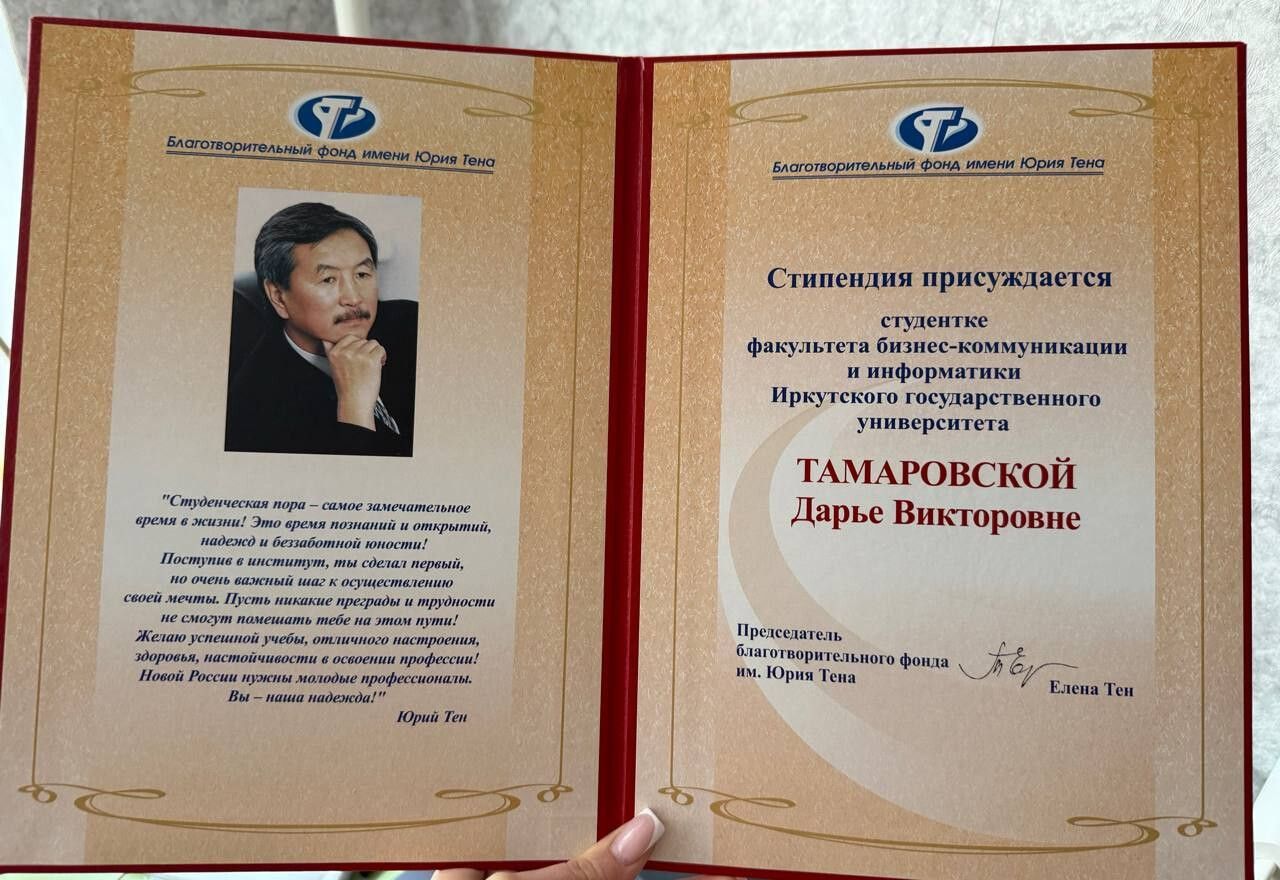 Благотворительный фонд имени Юрия Тена
"Студенческая пора – самое замечательное
время в жизни! Это время познаний и открытий,
надежд и беззаботной юности!
Поступив в институт, ты сделал первый,
но очень важный шаг к осуществлению
своей мечты. Пусть никакие преграды и трудности
не смогут помешать тебе на этом пути!
Желаю успешной учебы, отличного настроения,
здоровья, настойчивости в освоении профессии!
Новой России нужны молодые профессионалы.
Вы – наша надежда!"
Юрий Тен
Благотворительный фонд имени Юрия Тена
Стипендия присуждается
студентке
факультета бизнес-коммуникации
и информатики
Иркутского государственного
университета
ТАМАРОВСКОЙ
Дарье Викторовне
Председатель
благотворительного фонда
им. Юрия Тена
Елена Тен